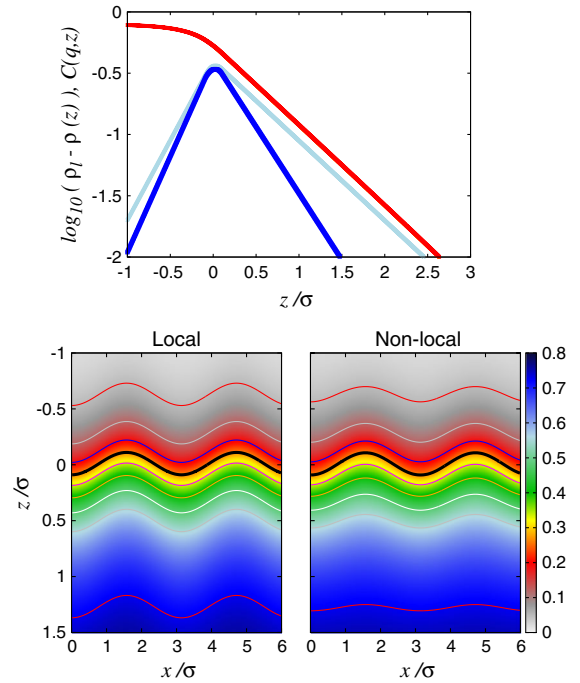 log10 ( ρl - ρ (z) ), C(q,z)
0
-0.5
-1
-1.5
-2
-1 -0.5 0 0.5 1 1.5 2 2.5 3
z /σ
Local Non-local
z/σ
-1
-0.5
0
0.5
1
1.5
0 1 2 3 4 5 6
0 1 2 3 4 5 6
x/σ x/σ
0.8
0.7
0.6
0.5
0.4
0.3
0.2
0.1
0